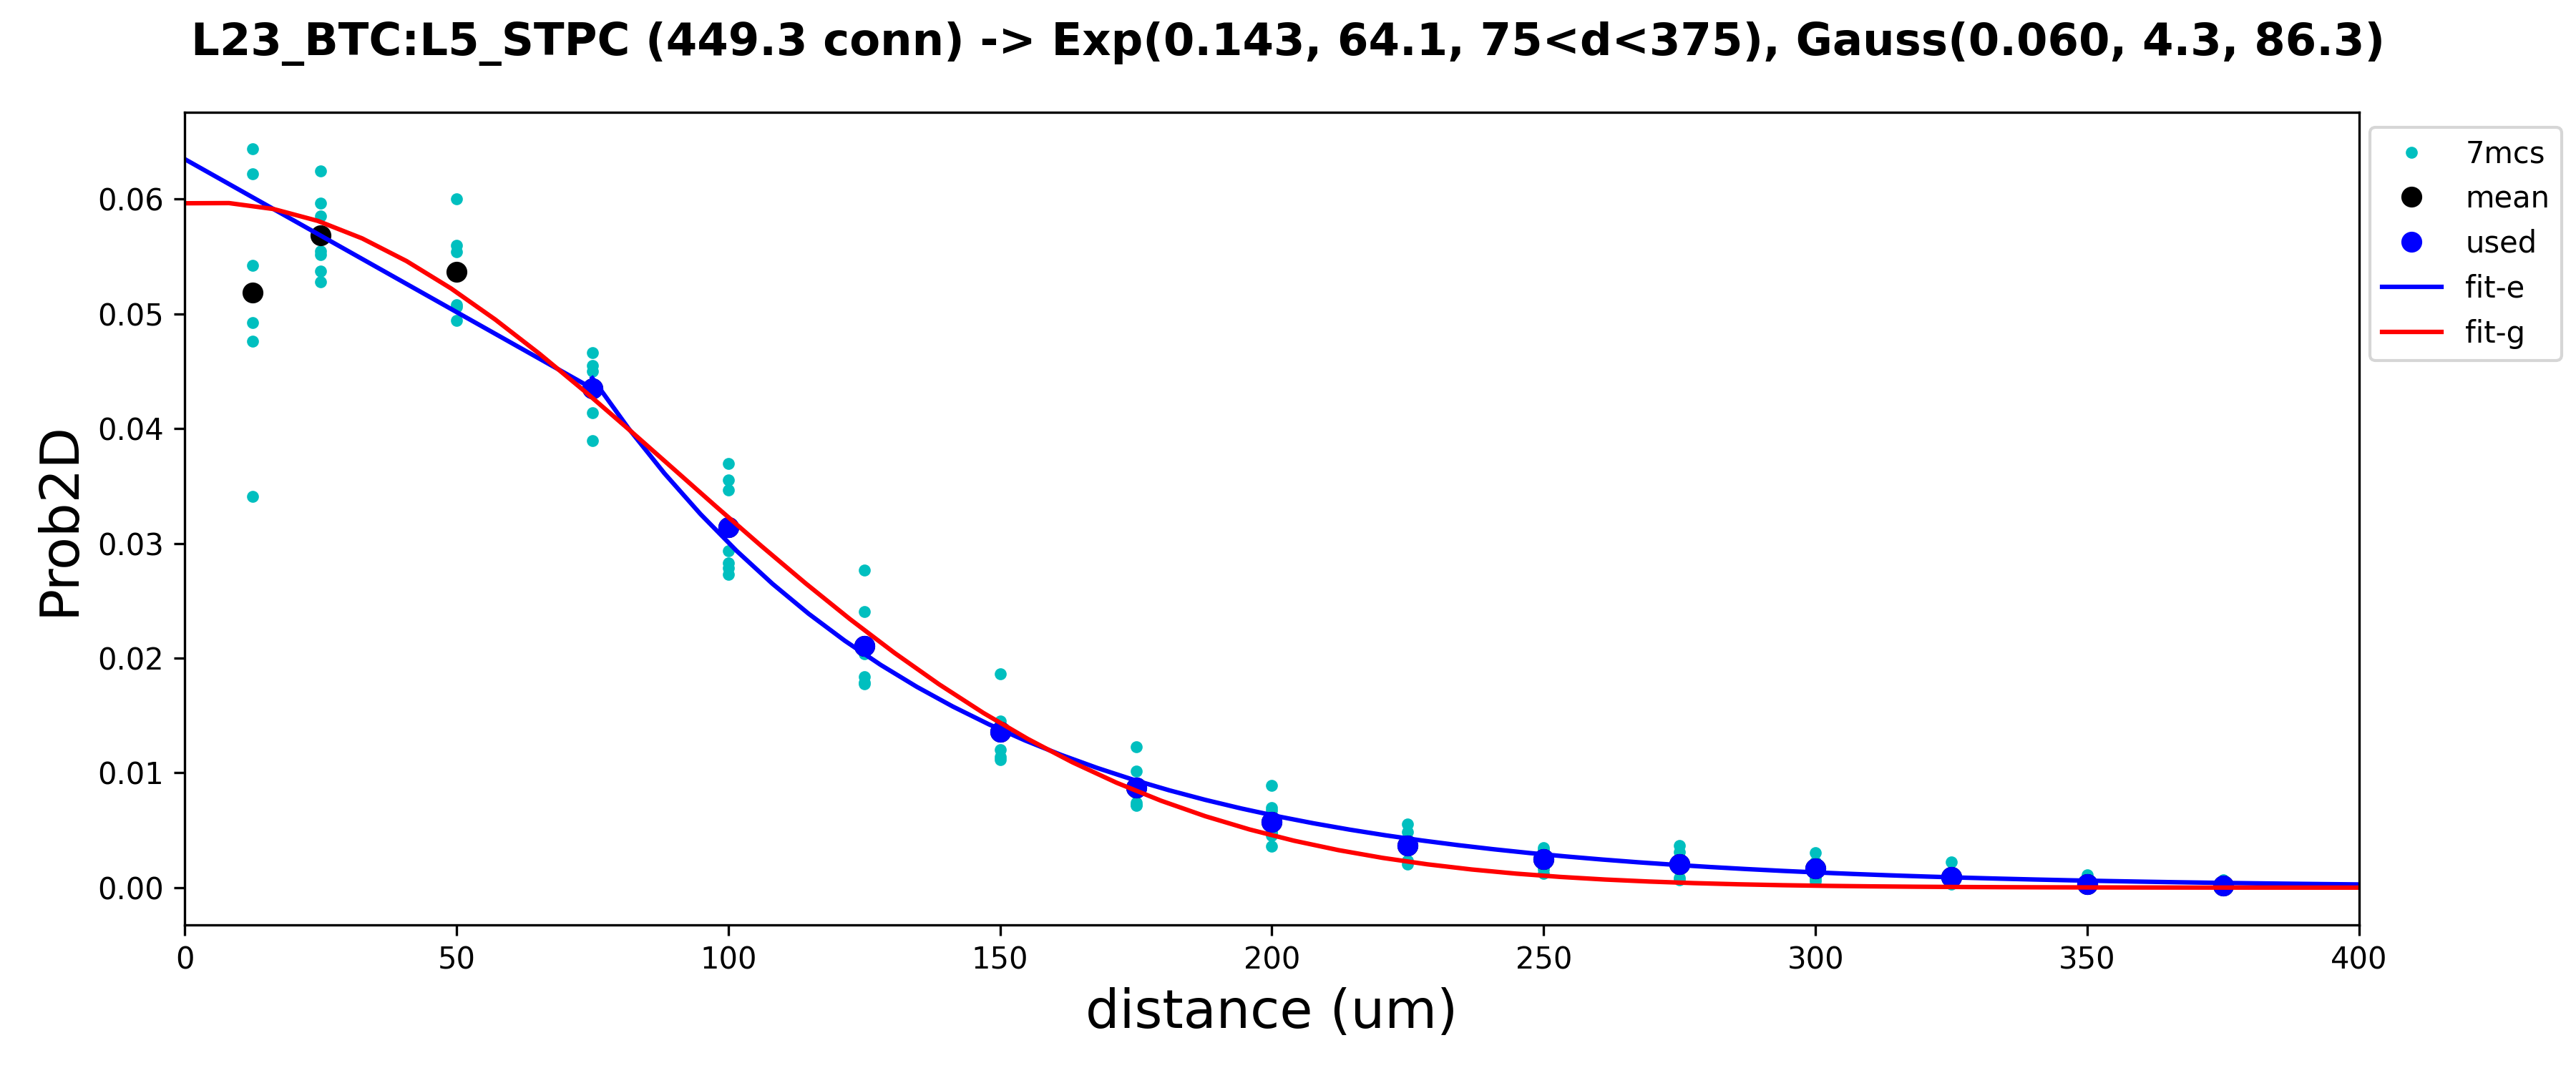 L23_BTC:L5_STPC (449.3 conn) -> Exp(0.143, 64.1, 75<d<375), Gauss(0.060, 4.3, 86.3)
7mcs
mean
used
fit-e
fit-g
Prob2D
0.06
0.05
0.04
0.03
0.02
0.01
0.00
0 50 100 150 200 250 300 350 400
distance (um)